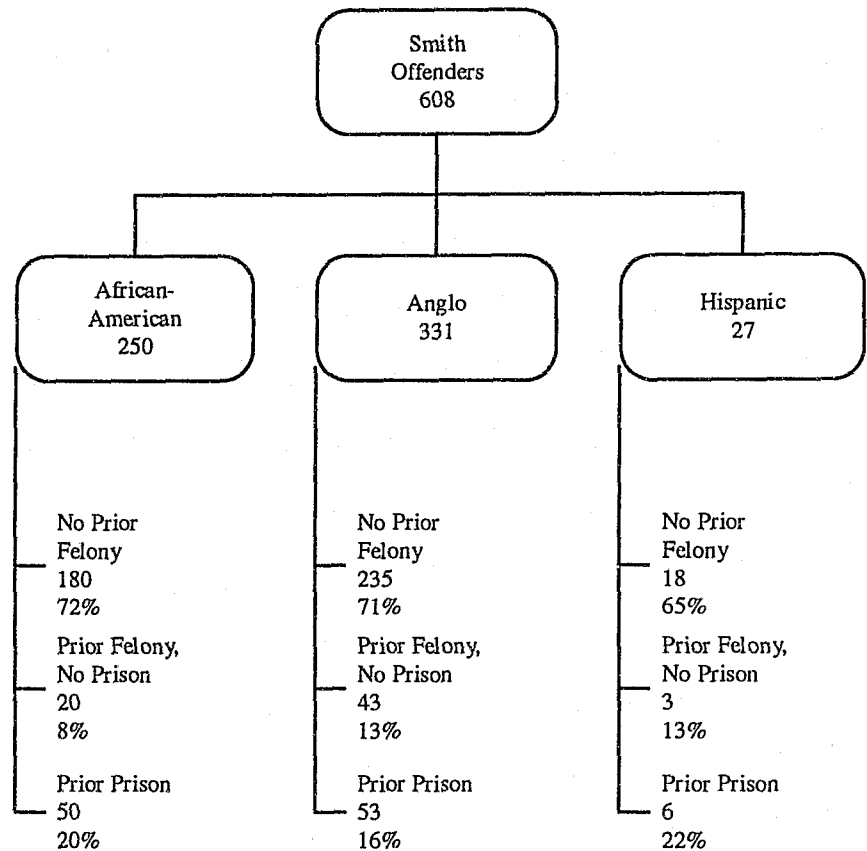 Smith
Offenders
608
African-
American
250
Anglo
331
Hispanic
27
No Prior
Felony
180
72%
Prior Felony,
No Prison
20
8%
Prior Prison
50
20%
No Prior
Felony
235
71%
Prior Felony,
No Prison
43
13%
Prior Prison
53
16%
No Prior
Felony
18
65%
Prior Felony,
No Prison
3
13%
Prior Prison
6
22%